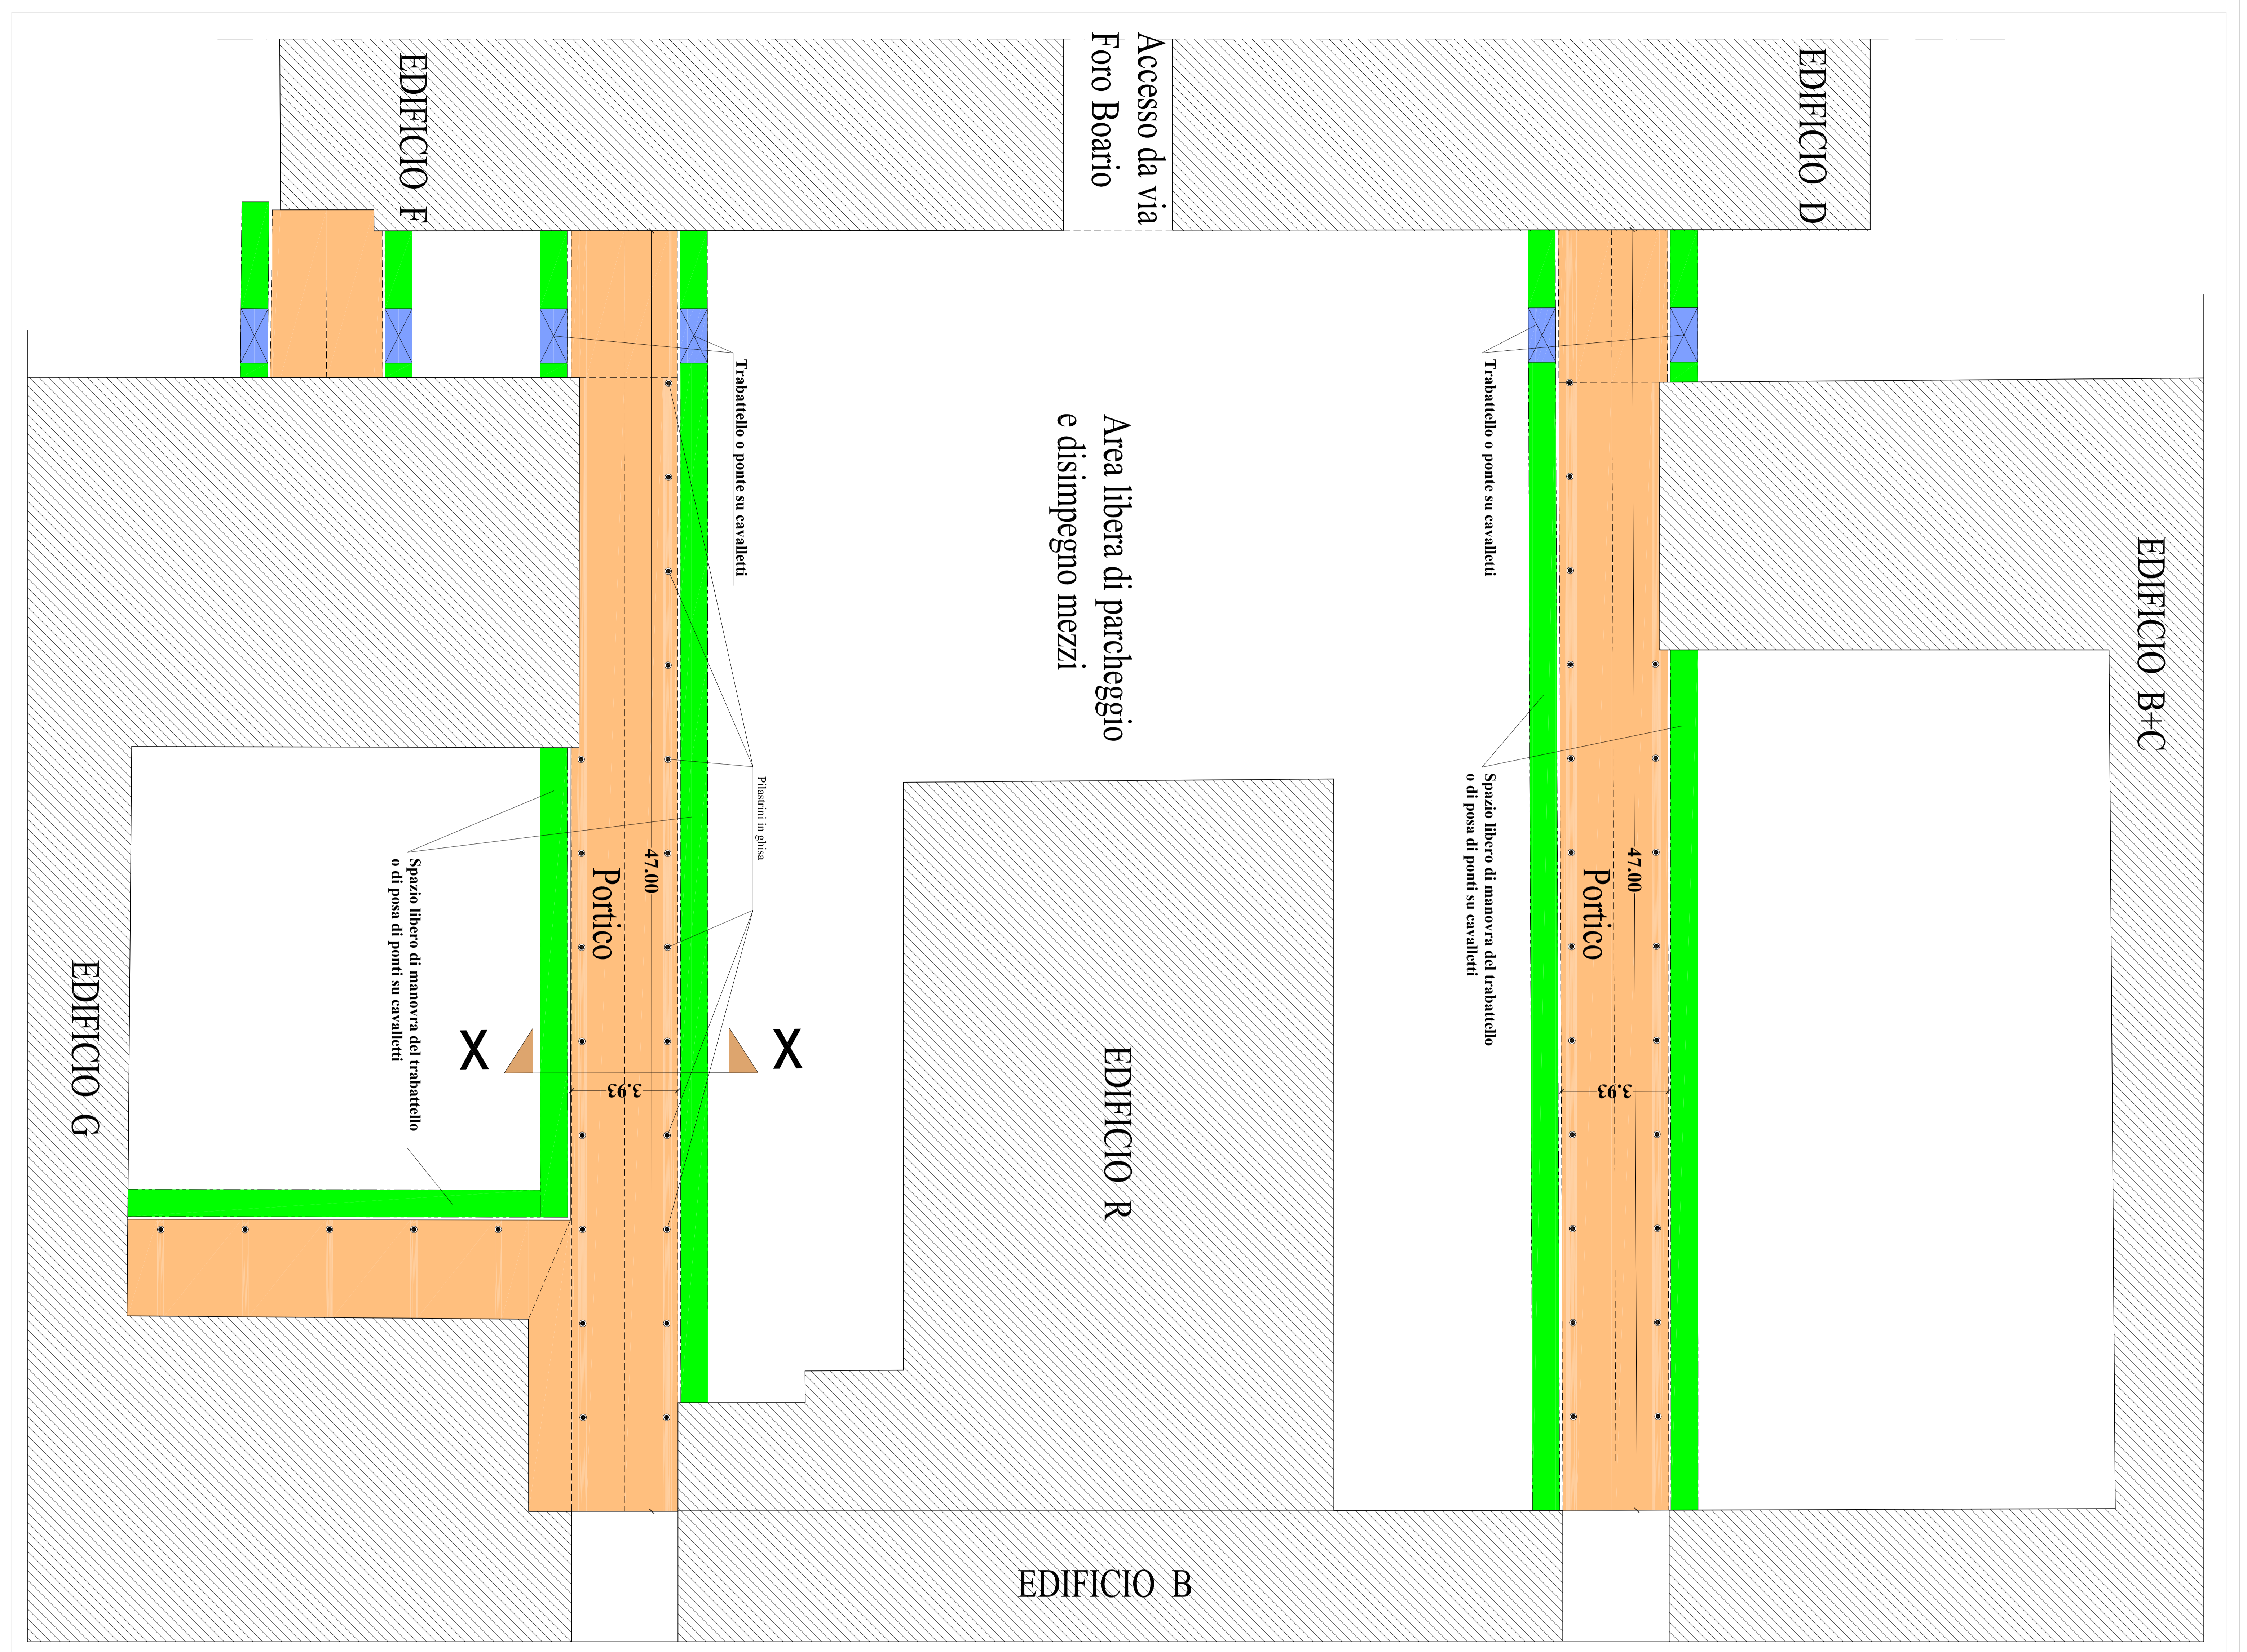 EDIFICIO F
Accesso da via
Foro Boario
EDIFICIO D
Trabattello o ponte su cavalletti
Trabattello o ponte su cavalletti
Area libera di parcheggio
e disimpegno mezzi
EDIFICIO B+C
Pilastrini in ghisa
Spazio libero di manovra del trabattello
o di posa di ponti su cavalletti
47.00
Portico
47.00
Portico
Spazio libero di manovra del trabattello
o di posa di ponti su cavalletti
EDIFICIO G
X
X
3.93
3.93
EDIFICIO R
EDIFICIO B